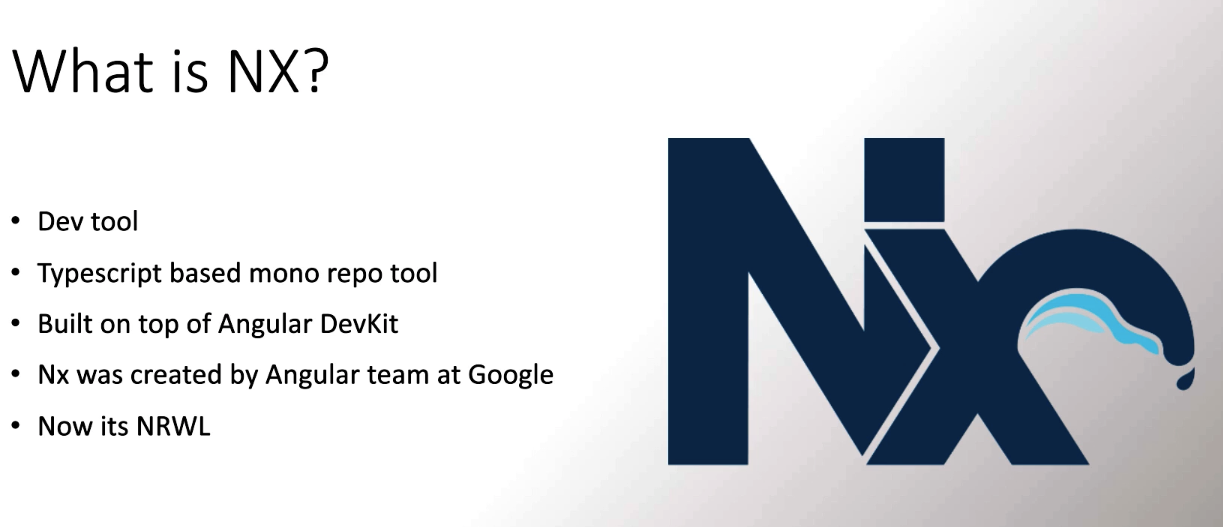 What is NX?
• Dev tool
• Typescript based mono repo tool
• Built on top of Angular DevKit
• Nx was created by Angular team at Google
• Now its NRWL
Nx